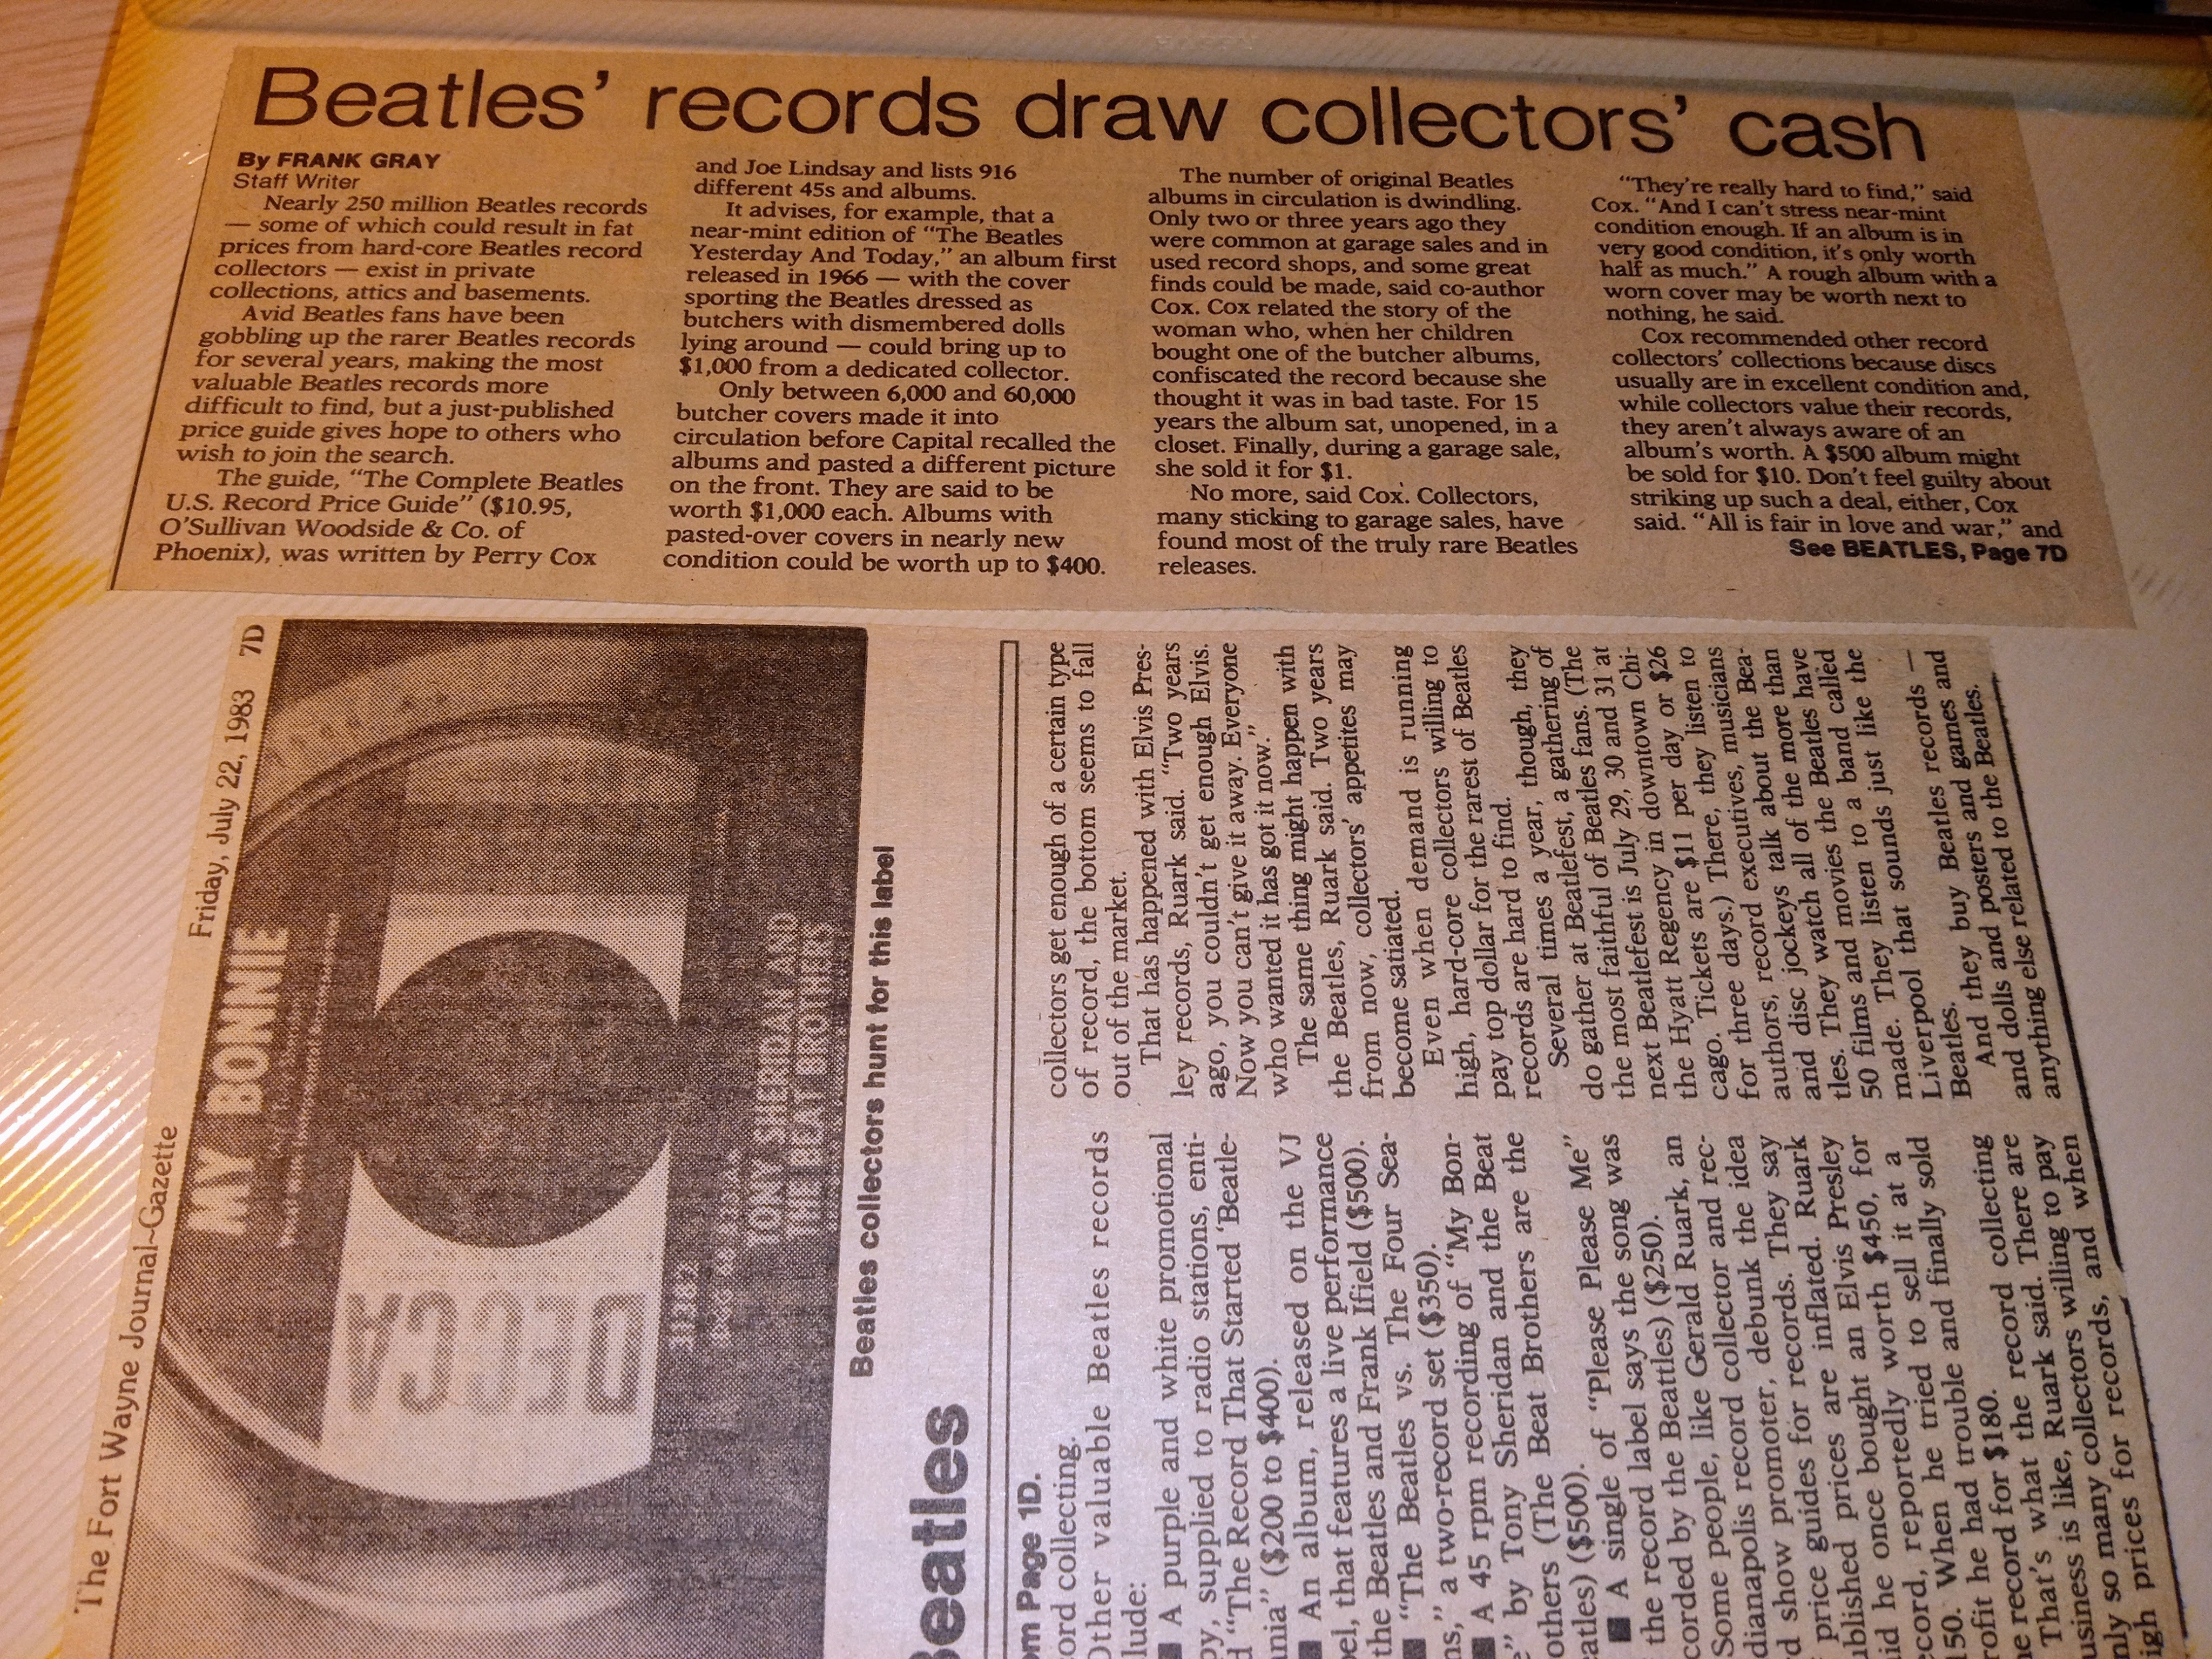 Beatles' records draw collectors' cash
By FRANK GRAY
Staff Writer
Nearly 250 million Beatles records
— some of which could result in fat
prices from hard-core Beatles record
collectors — exist in private
collections, attics and basements.
Avid Beatles fans have been
gobbling up the rarer Beatles records
for several years, making the most
valuable Beatles records more
difficult to find, but a just-published
price guide gives hope to others who
wish to join the search.
The guide, "The Complete Beatles
U.S. Record Price Guide" ($10.95,
O'Sullivan Woodside & Co. of
Phoenix), was written by Perry Cox
and Joe Lindsay and lists 916
different 45s and albums.
It advises, for example, that a
near-mint edition of "The Beatles
Yesterday And Today," an album first
released in 1966 — with the cover
sporting the Beatles dressed as
butchers with dismembered dolls
lying around — could bring up to
$1,000 from a dedicated collector.
Only between 6,000 and 60,000
butcher covers made it into
circulation before Capital recalled the
albums and pasted a different picture
on the front. They are said to be
worth $1,000 each. Albums with
pasted-over covers in nearly new
condition could be worth up to $400.
The number of original Beatles
albums in circulation is dwindling.
Only two or three years ago they
were common at garage sales and in
used record shops, and some great
finds could be made, said co-author
Cox. Cox related the story of the
woman who, when her children
bought one of the butcher albums,
confiscated the record because she
thought it was in bad taste. For 15
years the album sat, unopened, in a
closet. Finally, during a garage sale,
she sold it for $1.
No more, said Cox. Collectors,
many sticking to garage sales, have
found most of the truly rare Beatles
releases.
"They're really hard to find," said
Cox. "And I can't stress near-mint
condition enough. If an album is in
very good condition, it's only worth
half as much." A rough album with a
worn cover may be worth next to
nothing, he said.
Cox recommended other record
collectors' collections because discs
usually are in excellent condition and,
while collectors value their records,
they aren't always aware of an
album's worth. A $500 album might
be sold for $10. Don't feel guilty about
striking up such a deal, either, Cox
said. "All is fair in love and war," and
See BEATLES, Page 7D
The Fort Wayne Journal-Gazette Friday, July 22, 1983 7D
MY BONNIE
DECCA
31382
TONY SHERIDAN AND
THE BEAT BROTHERS
Beatles collectors hunt for this label
Beatles
om Page 1D.
ord collecting.
Other valuable Beatles records
lude:
■ A purple and white promotional
py, supplied to radio stations, enti-
d "The Record That Started 'Beatle-
ania" ($200 to $400).
■ An album, released on the VJ
el, that features a live performance
the Beatles and Frank Ifield ($500).
■ "The Beatles vs. The Four Sea-
ns," a two-record set ($350).
■ A 45 rpm recording of "My Bon-
e" by Tony Sheridan and the Beat
others (The Beat Brothers are the
eatles) ($500).
■ A single of "Please Please Me"
the record label says the song was
corded by the Beattles) ($250).
Some people, like Gerald Ruark, an
dianapolis record collector and rec-
d show promoter, debunk the idea
price guides for records. They say
ublished prices are inflated. Ruark
aid he once bought an Elvis Presley
ecord, reportedly worth $450, for
150. When he tried to sell it at a
rofit he had trouble and finally sold
he record for $180.
That's what the record collecting
usiness is like, Ruark said. There are
nly so many collectors willing to pay
igh prices for records, and when
collectors get enough of a certain type
of record, the bottom seems to fall
out of the market.
That has happened with Elvis Pres-
ley records, Ruark said. "Two years
ago, you couldn't get enough Elvis.
Now you can't give it away. Everyone
who wanted it has got it now."
The same thing might happen with
the Beatles, Ruark said. Two years
from now, collectors' appetites may
become satiated.
Even when demand is running
high, hard-core collectors willing to
pay top dollar for the rarest of Beatles
records are hard to find.
Several times a year, though, they
do gather at Beatlefest, a gathering of
the most faithful of Beatles fans. (The
next Beatlefest is July 29, 30 and 31 at
the Hyatt Regency in downtown Chi-
cago. Tickets are $11 per day or $26
for three days.) There, they listen to
authors, record executives, musicians
and disc jockeys talk about the Bea-
tles. They watch all of the more than
50 films and movies the Beatles have
made. They listen to a band called
Liverpool that sounds just like the
Beatles.
And they buy Beatles records —
and dolls and posters and games and
anything else related to the Beatles.